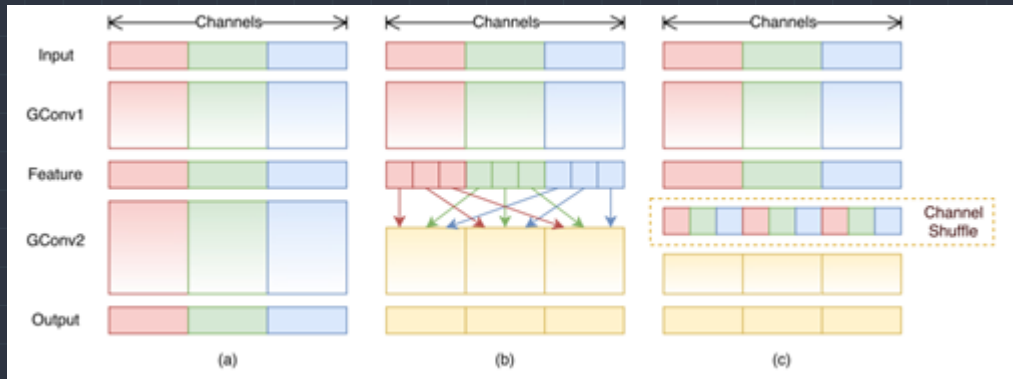 Channels Channels Channels
Input
GConv1
Feature
Channel
Shuffle
GConv2
Output
(a) (b) (c)